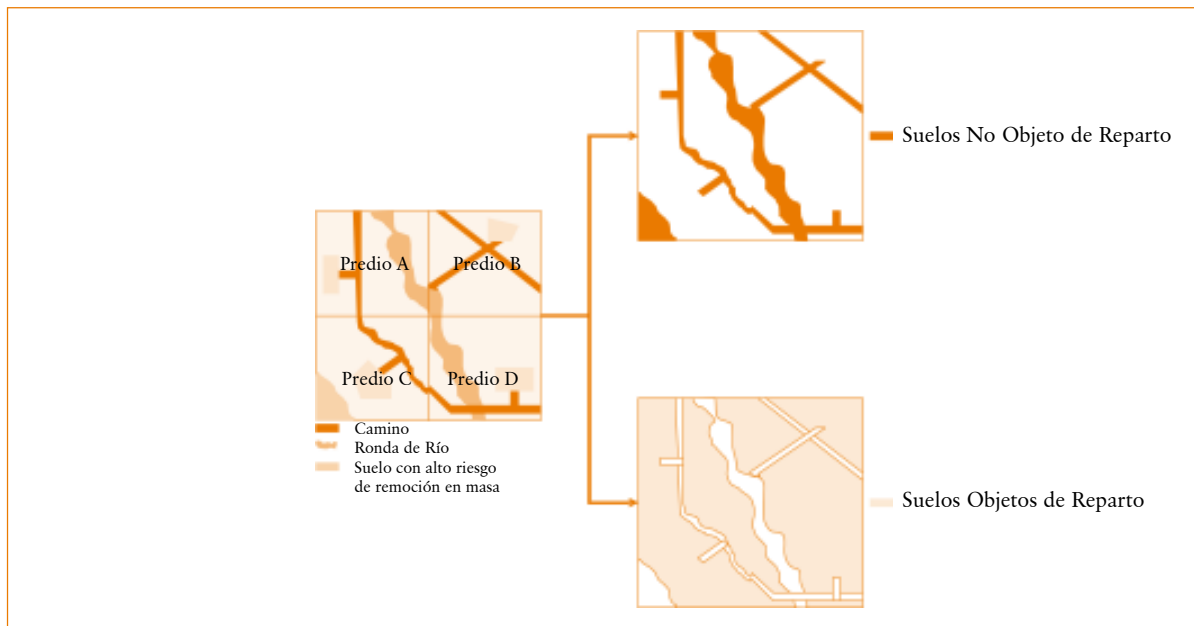 Suelos No Objeto de Reparto
Predio A
Predio B
Predio C
Predio D
Camino
Ronda de Río
Suelo con alto riesgo
de remoción en masa
Suelos Objetos de Reparto